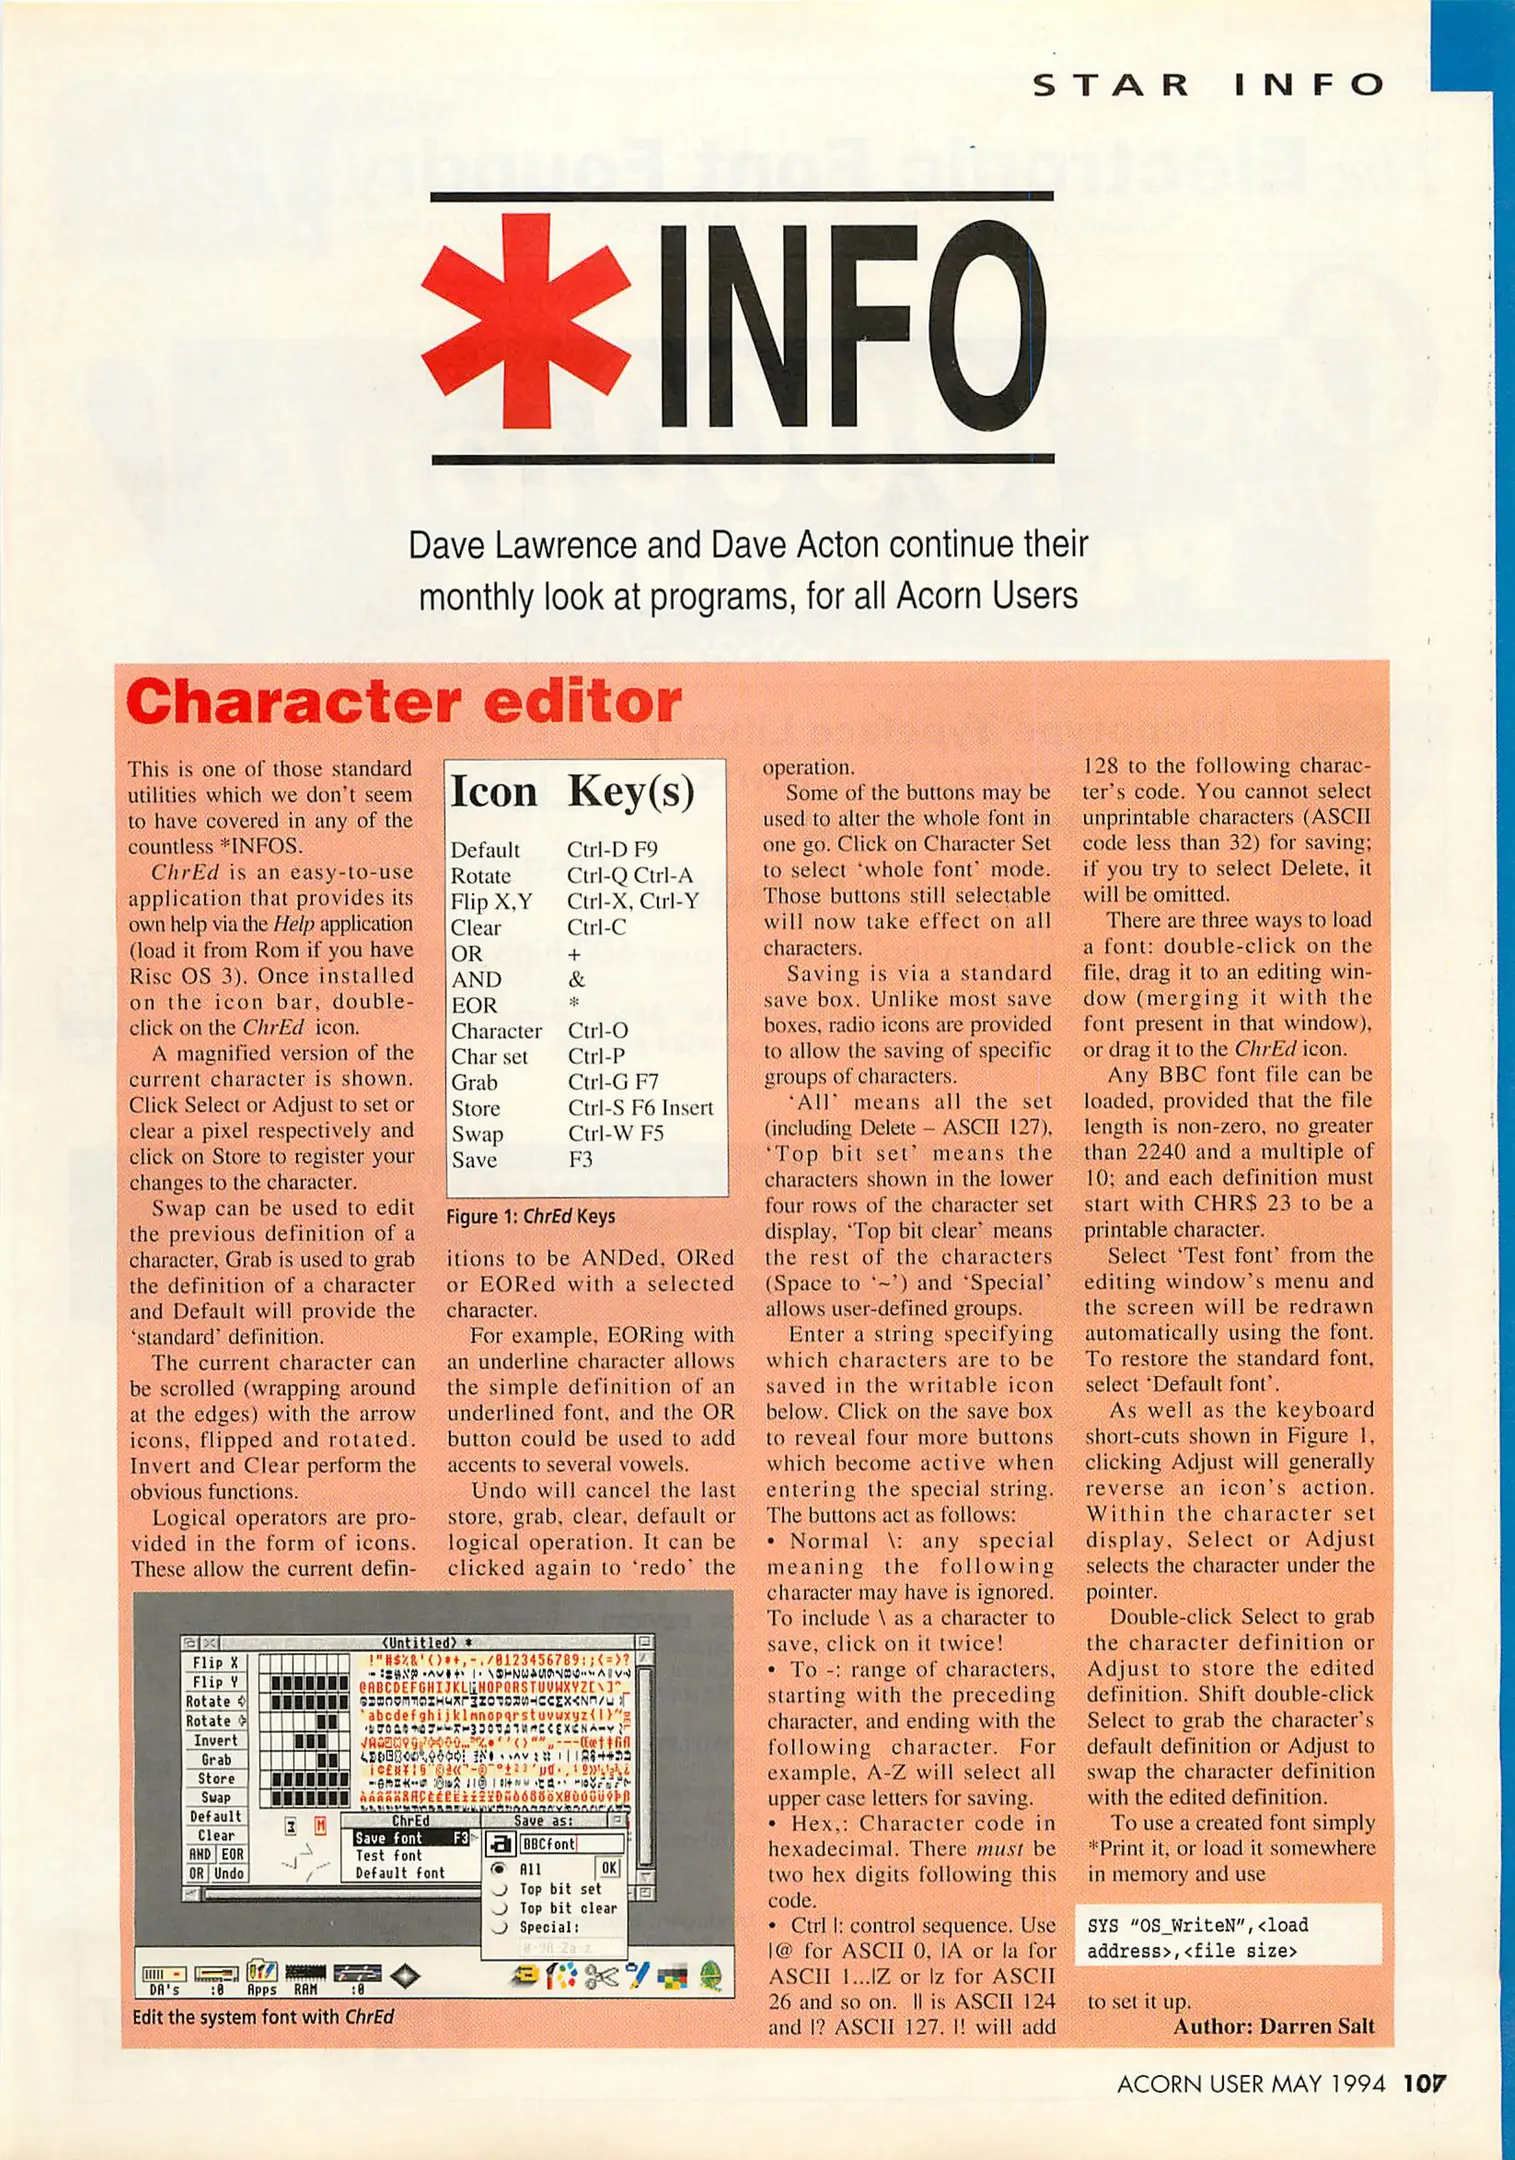 STAR INFO
*INFO
Dave Lawrence and Dave Acton continue their
monthly look at programs, for all Acorn Users
Character editor
This is one of those standard
utilities which we don't seem
to have covered in any of the
countless *INFOS.
ChrEd is an easy-to-use
application that provides its
own help via the Help application
(load it from Rom if you have
Risc OS 3). Once installed
on the icon bar, double-
click on the ChrEd icon.
A magnified version of the
current character is shown.
Click Select or Adjust to set or
clear a pixel respectively and
click on Store to register your
changes to the character.
Swap can be used to edit
the previous definition of a
character, Grab is used to grab
the definition of a character
and Default will provide the
'standard' definition.
The current character can
be scrolled (wrapping around
at the edges) with the arrow
icons, flipped and rotated.
Invert and Clear perform the
obvious functions.
Logical operators are pro-
vided in the form of icons.
These allow the current defin-
Icon Key(s)
Default Ctrl-D F9
Rotate Ctrl-Q Ctrl-A
Flip X,Y Ctrl-X, Ctrl-Y
Clear Ctrl-C
OR +
AND &
EOR *
Character Ctrl-O
Char set Ctrl-P
Grab Ctrl-G F7
Store Ctrl-S F6 Insert
Swap Ctrl-W F5
Save F3
Figure 1: ChrEd Keys
itions to be ANDed, ORed
or EORed with a selected
character.
For example, EORing with
an underline character allows
the simple definition of an
underlined font, and the OR
button could be used to add
accents to several vowels.
Undo will cancel the last
store, grab, clear, default or
logical operation. It can be
clicked again to 'redo' the
<Untitled> *
Flip X
Flip Y
Rotate
Rotate
Invert
Grab
Store
Swap
Default
Clear
AND EOR
OR Undo
!"#$%&'()*+,-./0123456789:;<=>?
@ABCDEFGHIJKLMNOPQRSTUVWXYZ[\]^_
`abcdefghijklmnopqrstuvwxyz{|}~
ChrEd
Save font F3
Test font
Default font
Save as:
BBCfont
All OK
Top bit set
Top bit clear
Special:
DA's :0 Apps RAM :0
Edit the system font with ChrEd
operation.
Some of the buttons may be
used to alter the whole font in
one go. Click on Character Set
to select 'whole font' mode.
Those buttons still selectable
will now take effect on all
characters.
Saving is via a standard
save box. Unlike most save
boxes, radio icons are provided
to allow the saving of specific
groups of characters.
'All' means all the set
(including Delete – ASCII 127),
'Top bit set' means the
characters shown in the lower
four rows of the character set
display, 'Top bit clear' means
the rest of the characters
(Space to '~') and 'Special'
allows user-defined groups.
Enter a string specifying
which characters are to be
saved in the writable icon
below. Click on the save box
to reveal four more buttons
which become active when
entering the special string.
The buttons act as follows:
• Normal \: any special
meaning the following
character may have is ignored.
To include \ as a character to
save, click on it twice!
• To -: range of characters,
starting with the preceding
character, and ending with the
following character. For
example, A-Z will select all
upper case letters for saving.
• Hex,: Character code in
hexadecimal. There must be
two hex digits following this
code.
• Ctrl |: control sequence. Use
|@ for ASCII 0, |A or |a for
ASCII 1...|Z or |z for ASCII
26 and so on. || is ASCII 124
and |? ASCII 127. |! will add
128 to the following charac-
ter's code. You cannot select
unprintable characters (ASCII
code less than 32) for saving;
if you try to select Delete, it
will be omitted.
There are three ways to load
a font: double-click on the
file, drag it to an editing win-
dow (merging it with the
font present in that window),
or drag it to the ChrEd icon.
Any BBC font file can be
loaded, provided that the file
length is non-zero, no greater
than 2240 and a multiple of
10; and each definition must
start with CHR$ 23 to be a
printable character.
Select 'Test font' from the
editing window's menu and
the screen will be redrawn
automatically using the font.
To restore the standard font,
select 'Default font'.
As well as the keyboard
short-cuts shown in Figure 1,
clicking Adjust will generally
reverse an icon's action.
Within the character set
display, Select or Adjust
selects the character under the
pointer.
Double-click Select to grab
the character definition or
Adjust to store the edited
definition. Shift double-click
Select to grab the character's
default definition or Adjust to
swap the character definition
with the edited definition.
To use a created font simply
*Print it, or load it somewhere
in memory and use
SYS "OS_WriteN",<load
address>,<file size>
to set it up.
Author: Darren Salt
ACORN USER MAY 1994 107